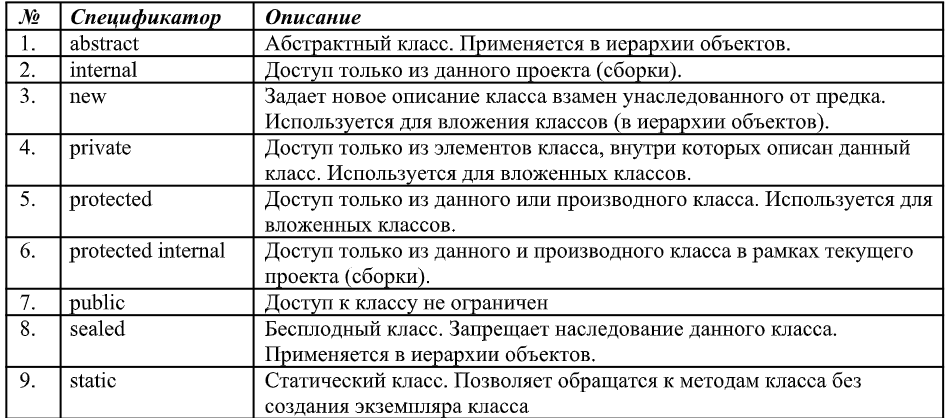 № Спецификатор Описание
1. abstract Абстрактный класс. Применяется в иерархии объектов.
2. internal Доступ только из данного проекта (сборки).
3. new Задает новое описание класса взамен унаследованного от предка.
Используется для вложения классов (в иерархии объектов).
4. private Доступ только из элементов класса, внутри которых описан данный
класс. Используется для вложенных классов.
5. protected Доступ только из данного или производного класса. Используется для
вложенных классов.
6. protected internal Доступ только из данного и производного класса в рамках текущего
проекта (сборки).
7. public Доступ к классу не ограничен
8. sealed Бесплодный класс. Запрещает наследование данного класса.
Применяется в иерархии объектов.
9. static Статический класс. Позволяет обращатся к методам класса без
создания экземпляра класса